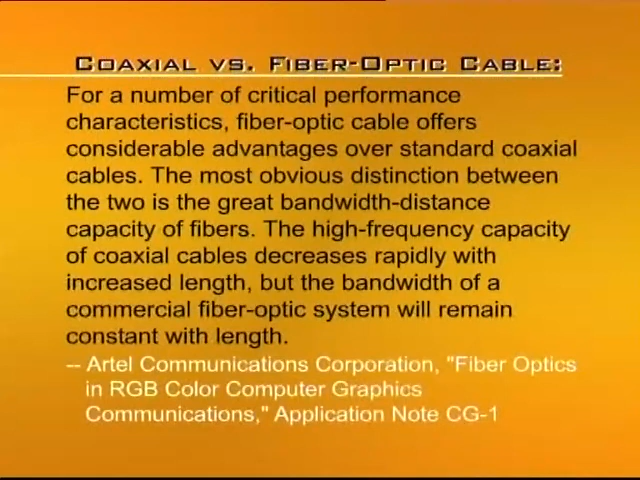 COAXIAL VS. FIBER-OPTIC CABLE:
For a number of critical performance
characteristics, fiber-optic cable offers
considerable advantages over standard coaxial
cables. The most obvious distinction between
the two is the great bandwidth-distance
capacity of fibers. The high-frequency capacity
of coaxial cables decreases rapidly with
increased length, but the bandwidth of a
commercial fiber-optic system will remain
constant with length.
-- Artel Communications Corporation, "Fiber Optics
in RGB Color Computer Graphics
Communications," Application Note CG-1